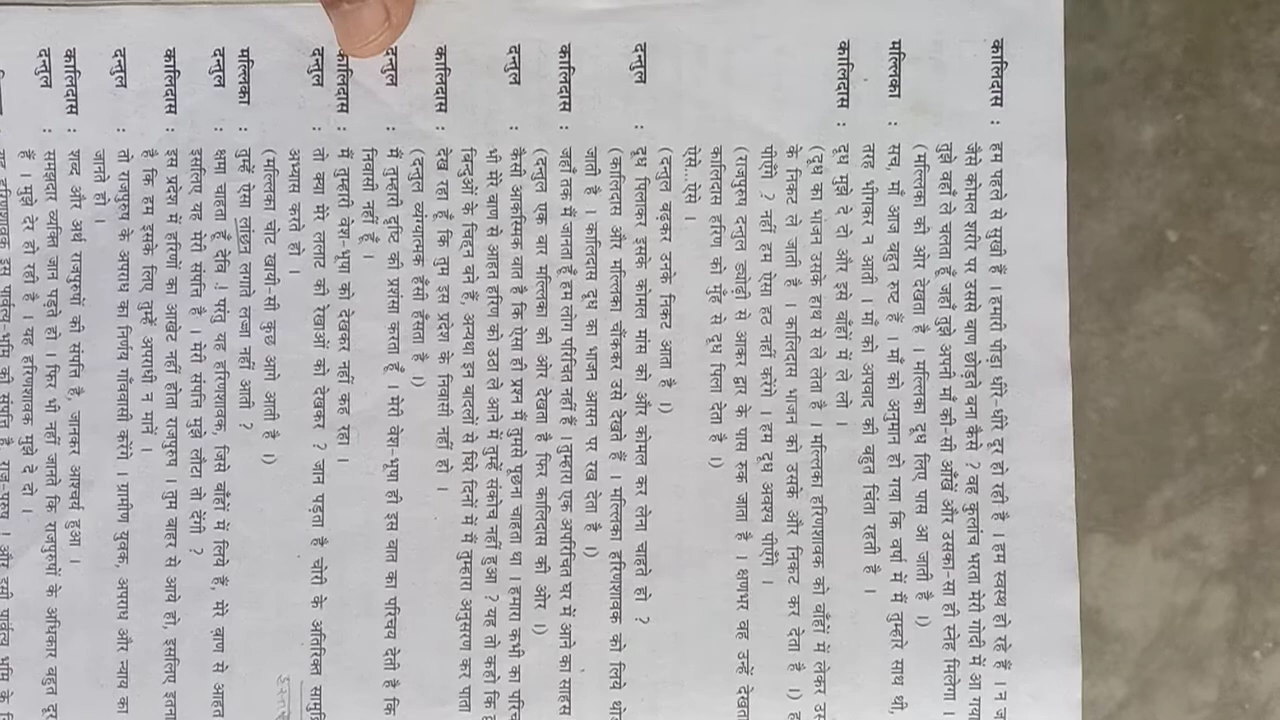 कालिदास : हम पहले से सुखी हैं । हमारी पीड़ा धीरे-धीरे दूर हो रही है । हम स्वस्थ हो रहे हैं । न ज
जैसे कोमल शरीर पर उससे बाण छोड़ते बना कैसे ? वह कुलांच भरता मेरी गोदी में आ गया
तुझे वहाँ ले चलता हूँ जहाँ तुझे अपनी माँ की-सी आँखें और उसका-सा ही स्नेह मिलेगा ।
(मल्लिका की ओर देखता है । मल्लिका दूध लिए पास आ जाती है ।)
मल्लिका : सच, माँ आज बहुत रुष्ट हैं । माँ को अनुमान हो गया कि वर्षा में मैं तुम्हारे साथ थी,
तरह भीगकर न आती । माँ को अपवाद की बहुत चिंता रहती है ।
कालिदास : दूध मुझे दे दो और इसे बाँहों में ले लो ।
(दूध का भाजन उसके हाथ से ले लेता है । मल्लिका हरिणशावक को बाँहों में लेकर उस
के निकट ले जाती है । कालिदास भाजन को उसके और निकट कर देता है ।) ह
पीएँगे ? नहीं हम ऐसा हट नहीं करेंगे । हम दूध अवश्य पीएँगे ।
(राजपुरुष दन्तुल ड्योढ़ी से आकर द्वार के पास रुक जाता है । क्षणभर वह उन्हें देखता
कालिदास हरिण को मुँह से दूध पिला देता है ।)
ऐसे...ऐसे ।
(दन्तुल बढ़कर उनके निकट आता है ।)
दन्तुल : दूध पिलाकर इसके कोमल मांस को और कोमल कर लेना चाहते हो ?
(कालिदास और मल्लिका चौंककर उसे देखते हैं । मल्लिका हरिणशावक को लिये थोड़
जाती है । कालिदास दूध का भाजन आसन पर रख देता है ।)
कालिदास : जहाँ तक मैं जानता हूँ हम लोग परिचित नहीं हैं । तुम्हारा एक अपरिचित घर में आने का साहस
(दन्तुल एक बार मल्लिका की ओर देखता है फिर कालिदास की ओर ।)
दन्तुल : कैसी आकस्मिक बात है कि ऐसा ही प्रश्न मैं तुमसे पूछना चाहता था । हमारा कभी का परिच
भी मेरे बाण से आहत हरिण को उठा ले आने में तुम्हें संकोच नहीं हुआ ? यह तो कहो कि
बिन्दुओं के चिह्न बने हैं, अन्यथा इन बादलों से घिरे दिनों में मैं तुम्हारा अनुसरण कर पाता
कालिदास : देख रहा हूँ कि तुम इस प्रदेश के निवासी नहीं हो ।
(दन्तुल व्यंग्यात्मक हँसी हँसता है ।)
दन्तुल : मैं तुम्हारी दृष्टि की प्रशंसा करता हूँ । मेरी वेश-भूषा ही इस बात का परिचय देती है कि
निवासी नहीं हूँ ।
कालिदास : मैं तुम्हारी वेश-भूषा को देखकर नहीं कह रहा ।
दन्तुल : तो क्या मेरे ललाट की रेखाओं को देखकर ? जान पड़ता है चोरी के अतिरिक्त सामुद्रि
अभ्यास करते हो ।
(मल्लिका चोट खायी-सी कुछ आगे आती है ।)
मल्लिका : तुम्हें ऐसा लांछन लगाते लज्जा नहीं आती ?
दन्तुल : क्षमा चाहता हूँ देवि ! परंतु यह हरिणशावक, जिसे बाँहों में लिये हैं, मेरे बाण से आहत
इसलिए यह मेरी संपत्ति है । मेरी संपत्ति मुझे लौटा तो देंगी ?
कालिदास : इस प्रदेश में हरिणों का आखेट नहीं होता राजपुरुष । तुम बाहर से आये हो इसलिए इतना
है कि हम इसके लिए तुम्हें अपराधी न मानें ।
दन्तुल : तो राजपुरुष के अपराध का निर्णय गाँववासी करेंगे । ग्रामीण युवक, अपराध और न्याय का
जानते हो ।
कालिदास : शब्द और अर्थ राजपुरुषों की संपत्ति है, जानकर आश्चर्य हुआ ।
दन्तुल : समझदार व्यक्ति जान पड़ते हो । फिर भी नहीं जानते कि राजपुरुषों के अधिकार बहुत दूर
हैं । मुझे देर हो रही है । यह हरिणशावक मुझे दे दो ।
इस पार्वत्य-भूमि की संपत्ति है, राज-पुरुष । और इसी पार्वत्य भूमि के